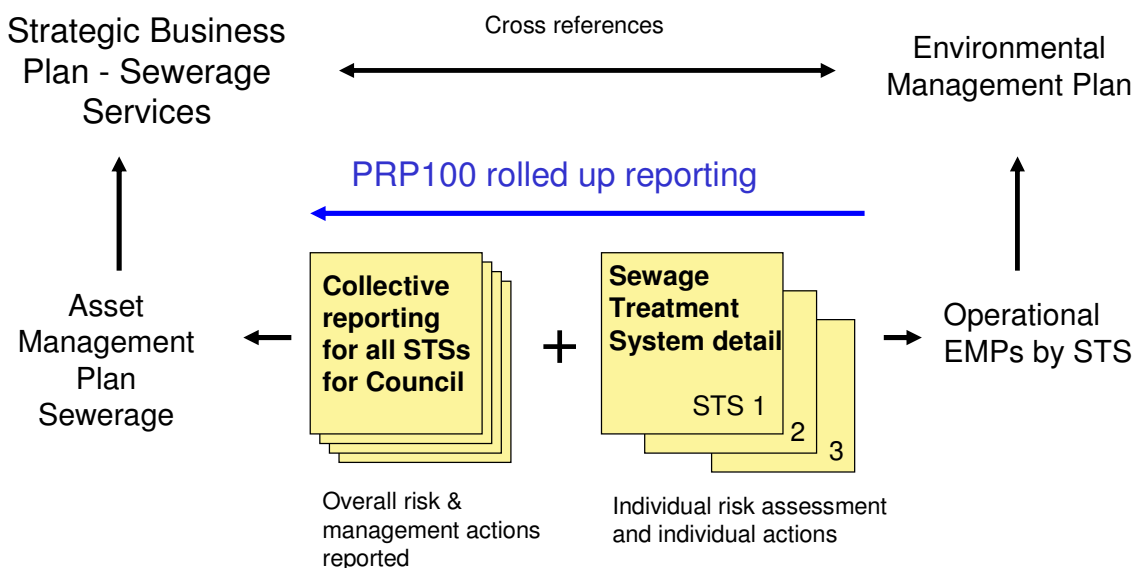 Strategic Business
Plan - Sewerage
Services
Cross references
Environmental
Management Plan
PRP100 rolled up reporting
Asset
Management
Plan
Sewerage
Collective
reporting
for all STSs
for Council
+
Sewage
Treatment
System detail
STS 1
2
3
Operational
EMPs by STS
Overall risk &
management actions
reported
Individual risk assessment
and individual actions